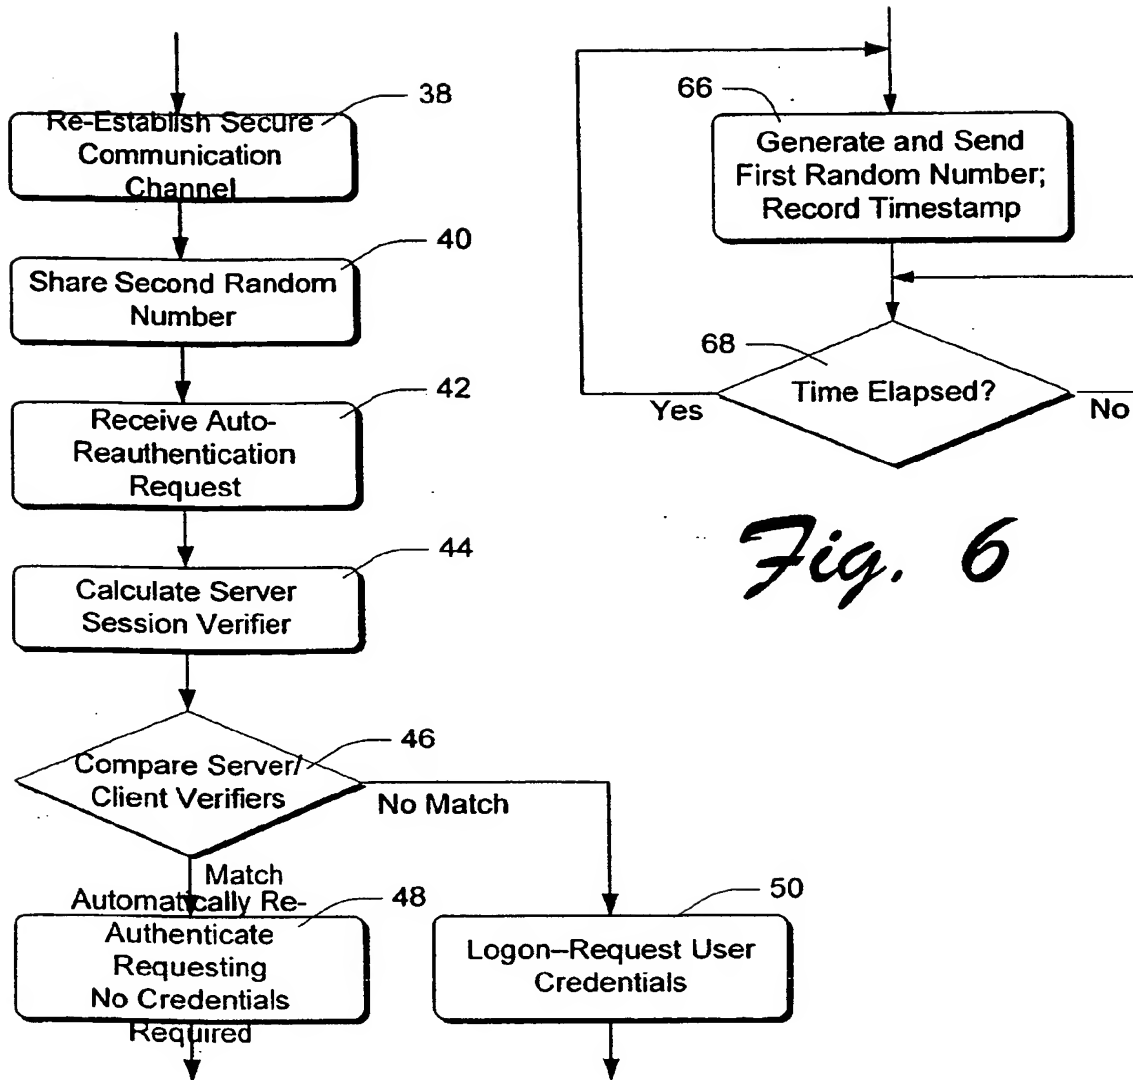 38
Re-Establish Secure
Communication
Channel
40
Share Second Random
Number
42
Receive Auto-
Reauthentication
Request
44
Calculate Server
Session Verifier
46
Compare Server/
Client Verifiers
No Match
Match
48
Automatically Re-
Authenticate
Requesting
No Credentials
Required
50
Logon–Request User
Credentials
66
Generate and Send
First Random Number;
Record Timestamp
68
Time Elapsed?
Yes
No
Fig. 6